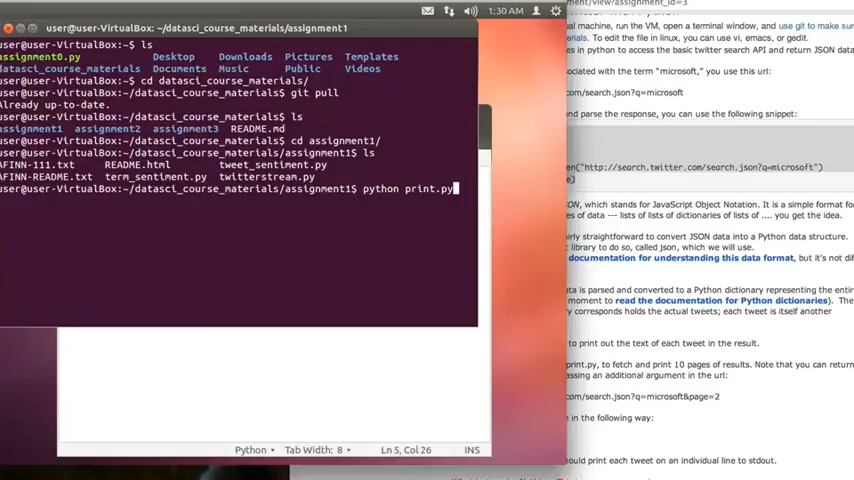 1:30 AM
user@user-VirtualBox: ~/datasci_course_materials/assignment1
user@user-VirtualBox:~$ ls
assignment0.py Desktop Downloads Pictures Templates
datasci_course_materials Documents Music Public Videos
user@user-VirtualBox:~$ cd datasci_course_materials/
user@user-VirtualBox:~/datasci_course_materials$ git pull
Already up-to-date.
user@user-VirtualBox:~/datasci_course_materials$ ls
assignment1 assignment2 assignment3 README.md
user@user-VirtualBox:~/datasci_course_materials$ cd assignment1/
user@user-VirtualBox:~/datasci_course_materials/assignment1$ ls
AFINN-111.txt README.html tweet_sentiment.py
AFINN-README.txt term_sentiment.py twitterstream.py
user@user-VirtualBox:~/datasci_course_materials/assignment1$ python print.py
Python Tab Width: 8 Ln 5, Col 26 INS
ment/view?assignment_id=3
al machine, run the VM, open a terminal window, and use git to make sur
terials. To edit the file in linux, you can use vi, emacs, or gedit.
es in python to access the basic twitter search API and return JSON data
ssociated with the term "microsoft," you use this url:
com/search.json?q=microsoft
and parse the response, you can use the following snippet:
en("http://search.twitter.com/search.json?q=microsoft")
e)
SON, which stands for JavaScript Object Notation. It is a simple format fo
es of data --- lists of lists of dictionaries of lists of .... you get the idea.
irly straightforward to convert JSON data into a Python data structure.
t library to do so, called json, which we will use.
documentation for understanding this data format, but it's not dif
ata is parsed and converted to a Python dictionary representing the entir
moment to read the documentation for Python dictionaries). The
ry corresponds holds the actual tweets; each tweet is itself another
to print out the text of each tweet in the result.
print.py, to fetch and print 10 pages of results. Note that you can return
assing an additional argument in the url:
com/search.json?q=microsoft&page=2
e in the following way:
ould print each tweet on an individual line to stdout.